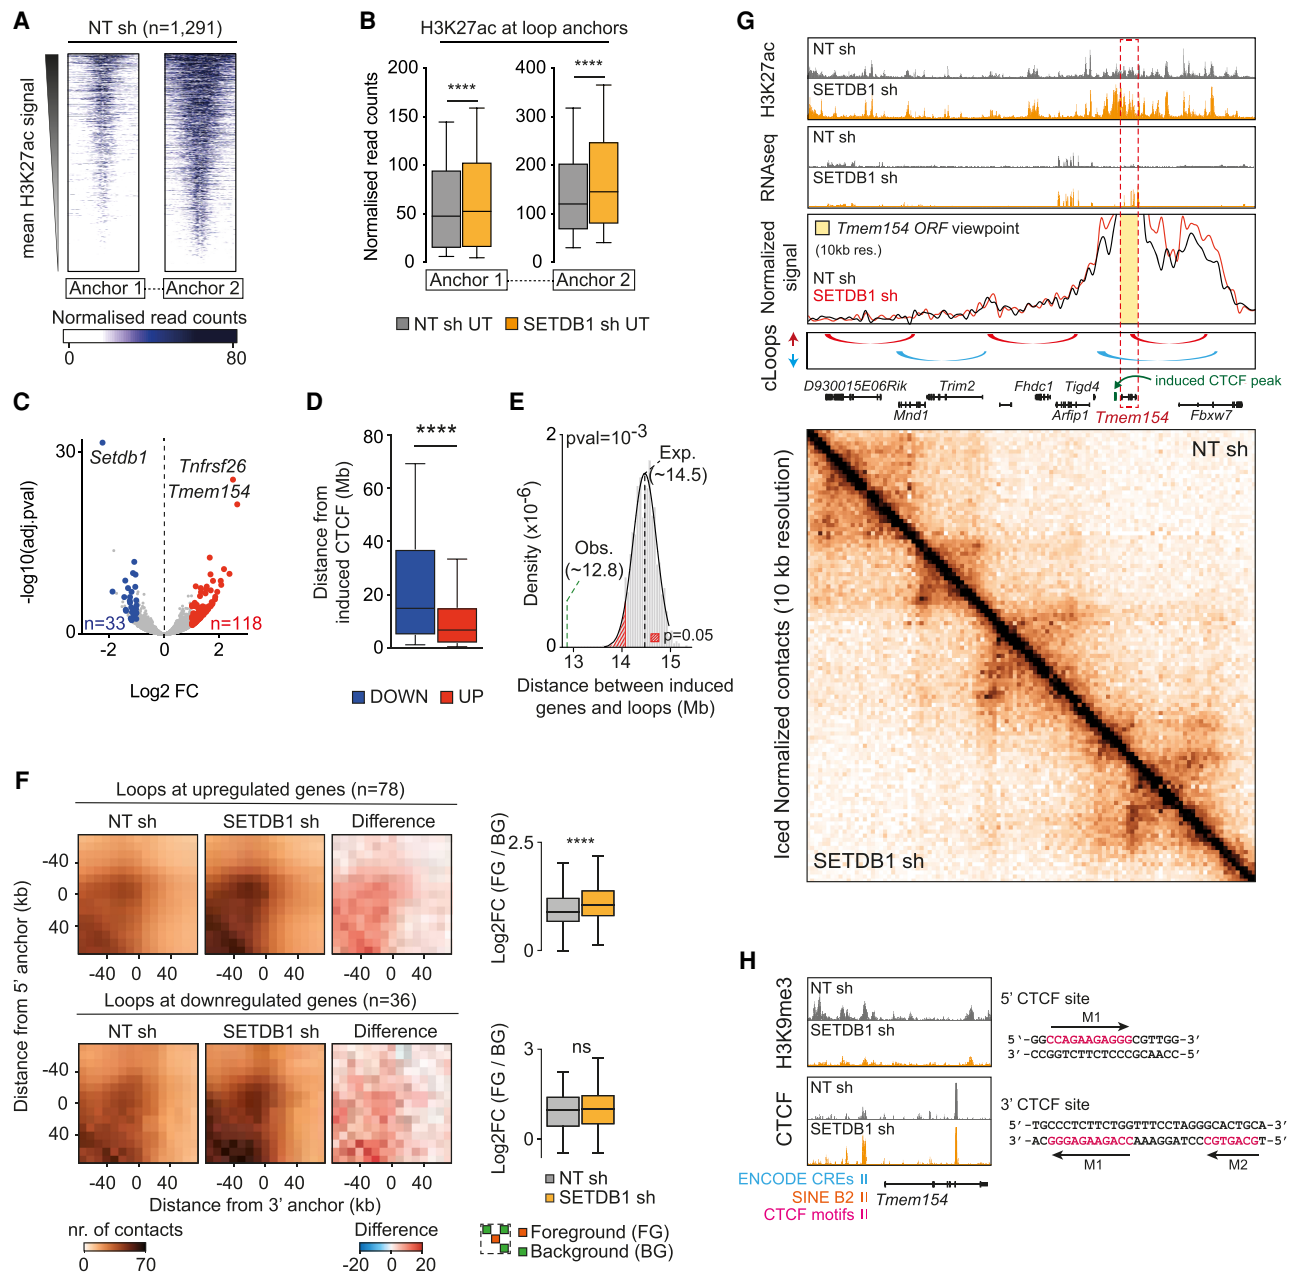 A
NT sh (n=1,291)
mean H3K27ac signal
Anchor 1
Anchor 2
Normalised read counts
0
80
B
H3K27ac at loop anchors
Normalised read counts
200
150
100
50
0
****
400
300
200
100
0
****
Anchor 1
Anchor 2
NT sh UT
SETDB1 sh UT
C
-log10(adj.pval)
30
0
Setdb1
Tnfrsf26
Tmem154
n=33
n=118
-2
0
2
Log2 FC
D
Distance from
induced CTCF (Mb)
80
60
40
20
0
****
DOWN
UP
E
Density (x10-6)
2
0
pval=10-3
Exp.
(~14.5)
Obs.
(~12.8)
p=0.05
13
14
15
Distance between induced
genes and loops (Mb)
F
Loops at upregulated genes (n=78)
NT sh
SETDB1 sh
Difference
-40
0
40
-40 0 40
-40 0 40
-40 0 40
Log2FC (FG / BG)
2.5
0
****
Loops at downregulated genes (n=36)
NT sh
SETDB1 sh
Difference
-40
0
40
-40 0 40
-40 0 40
-40 0 40
Distance from 5' anchor (kb)
Distance from 3' anchor (kb)
Log2FC (FG / BG)
3
0
ns
NT sh
SETDB1 sh
nr. of contacts
0
70
Difference
-20
0
20
Foreground (FG)
Background (BG)
G
H3K27ac
NT sh
SETDB1 sh
RNAseq
NT sh
SETDB1 sh
Normalized
signal
Tmem154 ORF viewpoint
(10kb res.)
NT sh
SETDB1 sh
cLoops
induced CTCF peak
D930015E06Rik
Trim2
Fhdc1
Tigd4
Mnd1
Arfip1
Tmem154
Fbxw7
Iced Normalized contacts (10 kb resolution)
NT sh
SETDB1 sh
H
H3K9me3
NT sh
SETDB1 sh
CTCF
NT sh
SETDB1 sh
ENCODE CREs
SINE B2
CTCF motifs
Tmem154
5' CTCF site
M1
5'-GGCCAGAAGAGGGCGTTGG-3'
3'-CCGGTCTTCTCCCGCAACC-5'
3' CTCF site
5'-TGCCCTCTTCTGGTTTCCTAGGGCACTGCA-3'
3'-ACGGGAGAAGACCAAAGGATCCCGTGACGT-5'
M1
M2